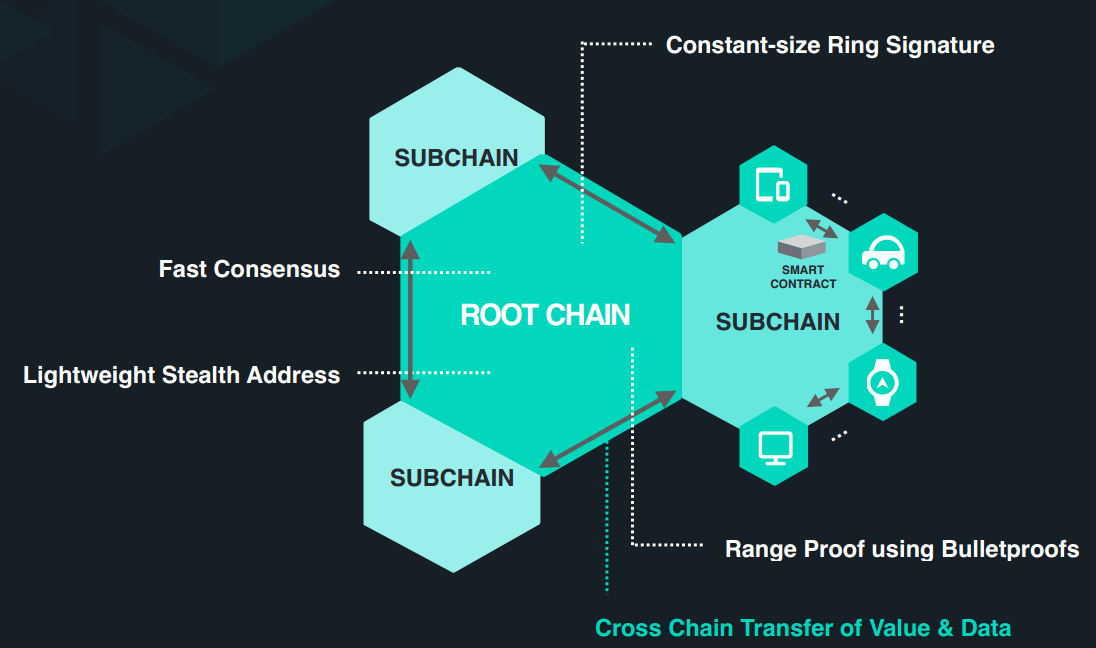 Constant-size Ring Signature
SUBCHAIN
Fast Consensus
SMART
CONTRACT
ROOT CHAIN
SUBCHAIN
Lightweight Stealth Address
SUBCHAIN
Range Proof using Bulletproofs
Cross Chain Transfer of Value & Data